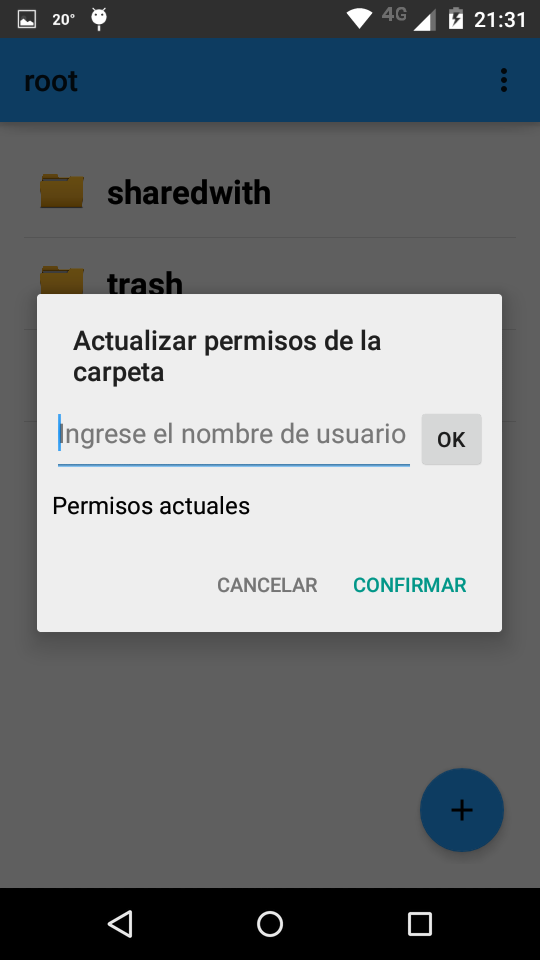 20°
4G
21:31
root
sharedwith
trash
Actualizar permisos de la
carpeta
Ingrese el nombre de usuario
OK
Permisos actuales
CANCELAR
CONFIRMAR